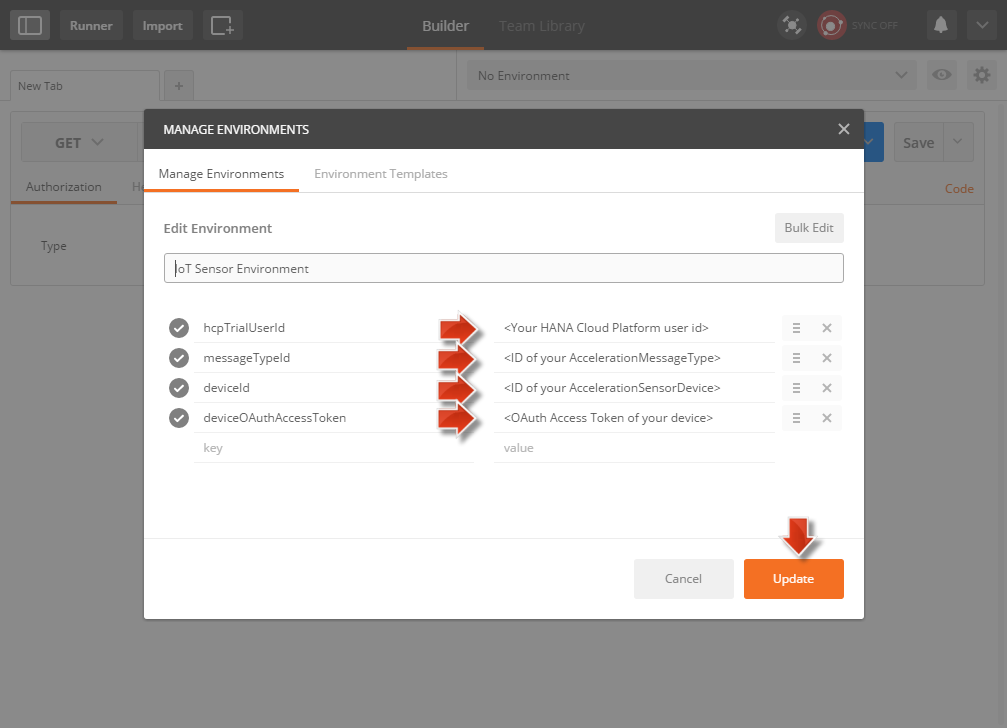 Runner
Import
Builder
Team Library
SYNC OFF
New Tab
+
No Environment
GET
Save
Authorization
He
Code
Type
MANAGE ENVIRONMENTS
Manage Environments
Environment Templates
Edit Environment
Bulk Edit
IoT Sensor Environment
hcpTrialUserId <Your HANA Cloud Platform user id>
messageTypeId <ID of your AccelerationMessageType>
deviceId <ID of your AccelerationSensorDevice>
deviceOAuthAccessToken <OAuth Access Token of your device>
key value
Cancel
Update